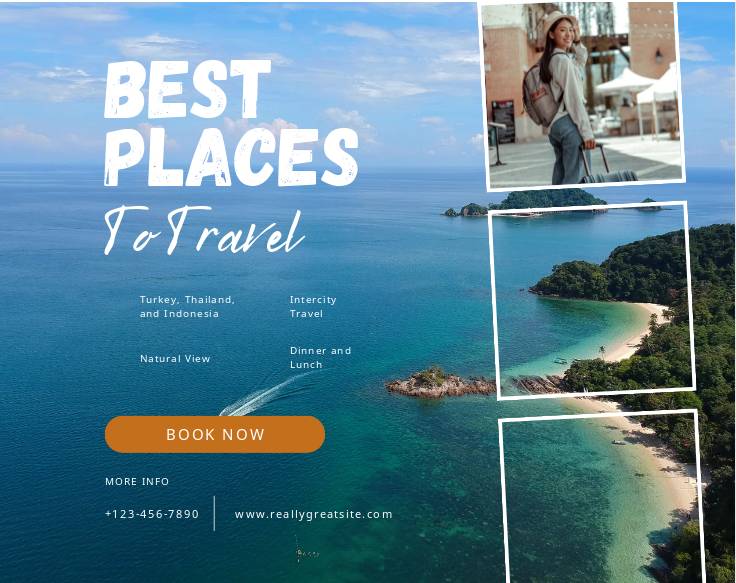 BEST
PLACES
To Travel
Turkey, Thailand,
and Indonesia
Intercity
Travel
Natural View
Dinner and
Lunch
BOOK NOW
MORE INFO
+123-456-7890
www.reallygreatsite.com